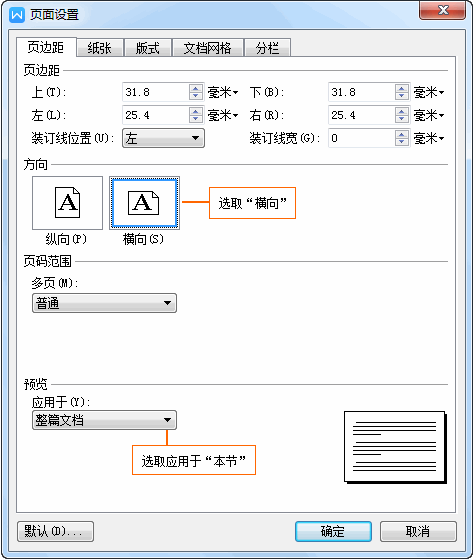 页面设置
页边距 纸张 版式 文档网格 分栏
页边距
上(T): 31.8 毫米 下(B): 31.8 毫米
左(L): 25.4 毫米 右(R): 25.4 毫米
装订线位置(U): 左 装订线宽(G): 0 毫米
方向
A A 选取“横向”
纵向(P) 横向(S)
页码范围
多页(M):
普通
预览
应用于(Y):
整篇文档
选取应用于“本节”
默认(D)... 确定 取消